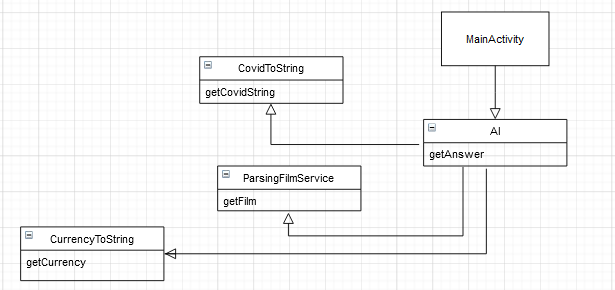 MainActivity
CovidToString
getCovidString
AI
getAnswer
ParsingFilmService
getFilm
CurrencyToString
getCurrency